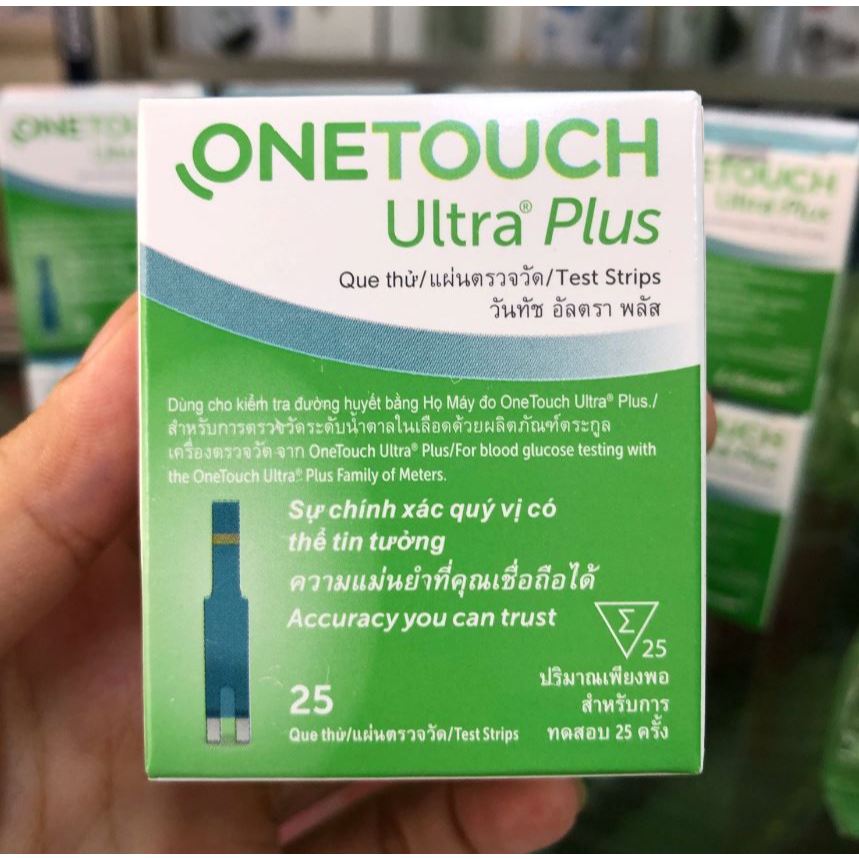 ONETOUCH
Ultra® Plus
Que thử/แผ่นตรวจวัด/Test Strips
วันทัช อัลตรา พลัส
Dùng cho kiểm tra đường huyết bằng Họ Máy đo OneTouch Ultra® Plus./
สำหรับการตรวจวัดระดับน้ำตาลในเลือดด้วยผลิตภัณฑ์ตระกูล
เครื่องตรวจวัด จาก OneTouch Ultra® Plus/For blood glucose testing with
the OneTouch Ultra® Plus Family of Meters.
Sự chính xác quý vị có
thể tin tưởng
ความแม่นยำที่คุณเชื่อถือได้
Accuracy you can trust
Σ
25
ปริมาณเพียงพอ
สำหรับการ
ทดสอบ 25 ครั้ง
25
Que thử/แผ่นตรวจวัด/Test Strips
ONETO
TOUCH
Ultra Plus
OUCH
Plus